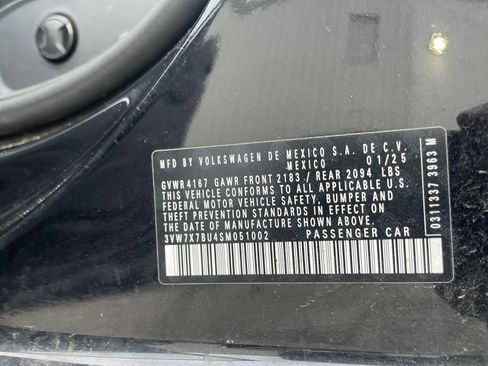 MFD BY VOLKSWAGEN DE MEXICO S.A. DE C.V.
MEXICO 01/25
GVWR 4167 GAWR FRONT 2183 / REAR 2094 LBS
THIS VEHICLE CONFORMS TO ALL APPLICABLE U.S.
FEDERAL MOTOR VEHICLE SAFETY, BUMPER AND
THEFT PREVENTION STANDARDS IN EFFECT ON
THE DATE OF MANUFACTURE SHOWN ABOVE.
3VW7X7BU4SM051002 PASSENGER CAR
0311337 3963 M